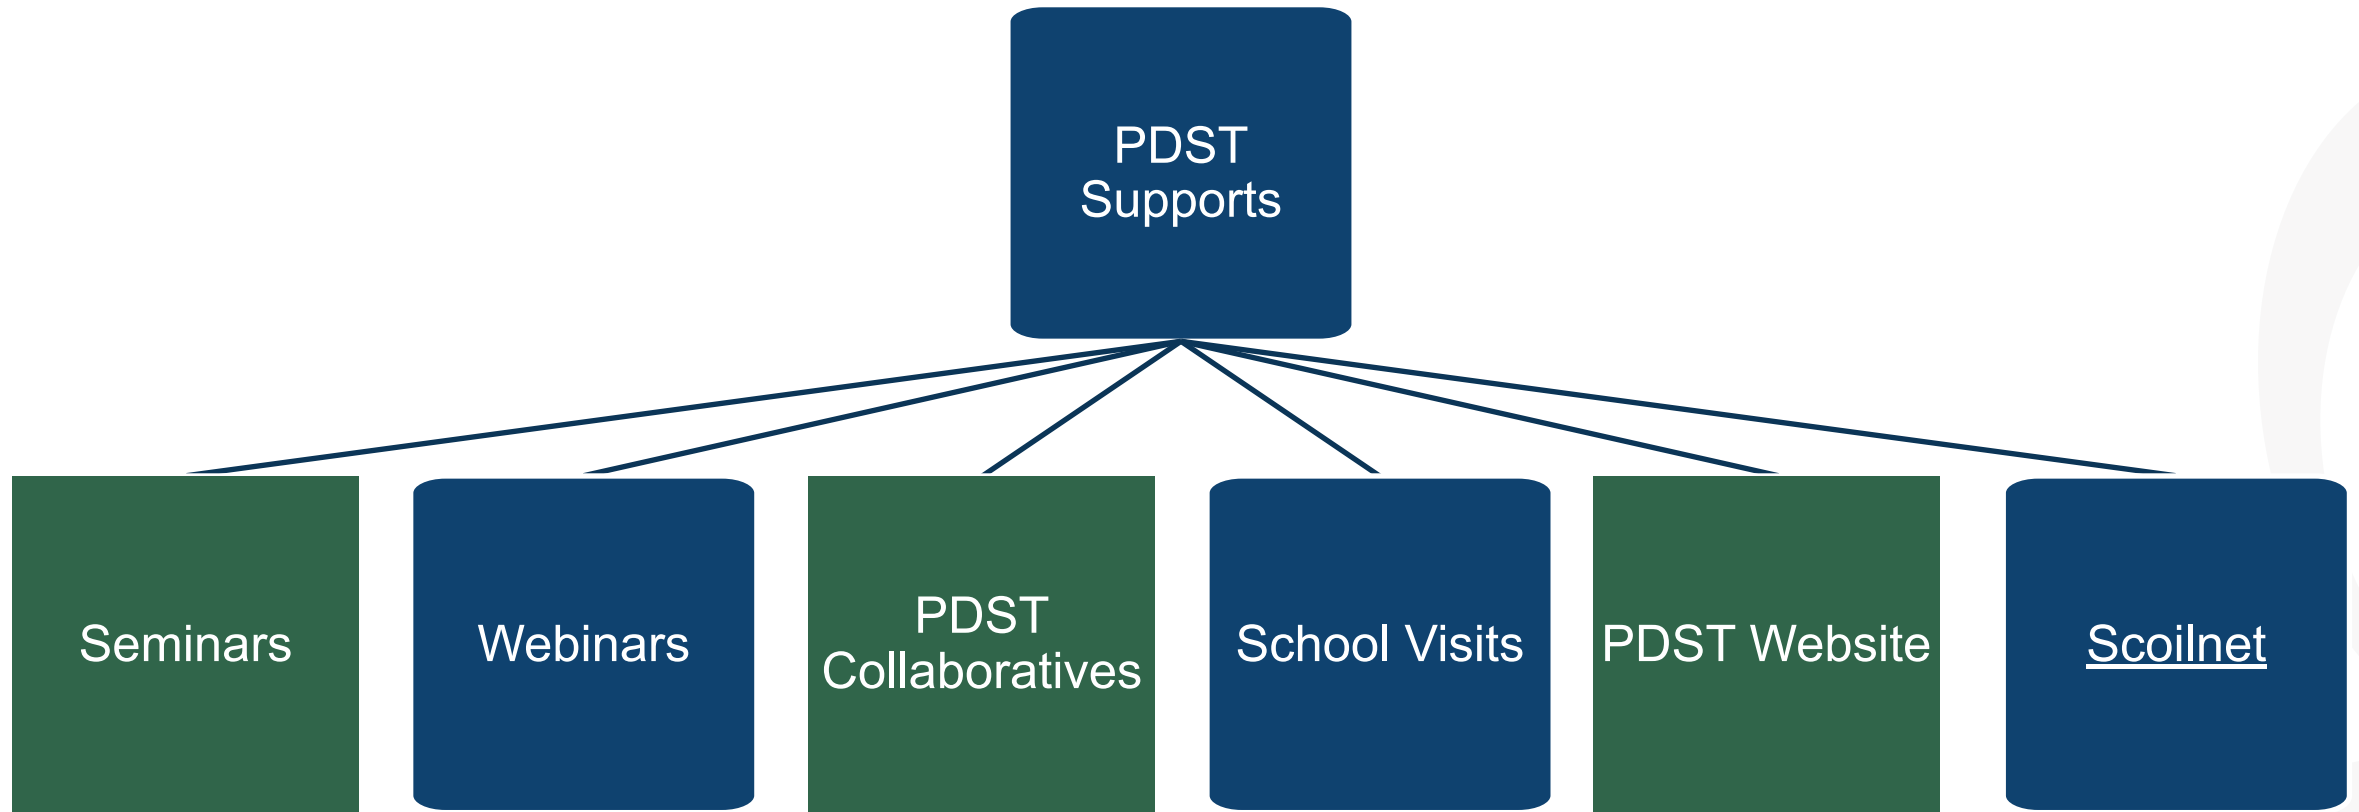 PDST
Supports
Seminars
Webinars
PDST
Collaboratives
School Visits
PDST Website
Scoilnet